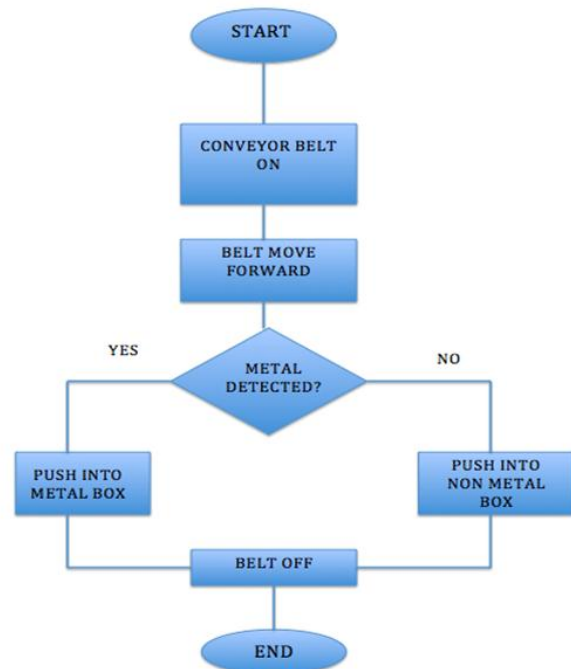 START
CONVEYOR BELT
ON
BELT MOVE
FORWARD
YES
NO
METAL
DETECTED?
PUSH INTO
METAL BOX
PUSH INTO
NON METAL
BOX
BELT OFF
END